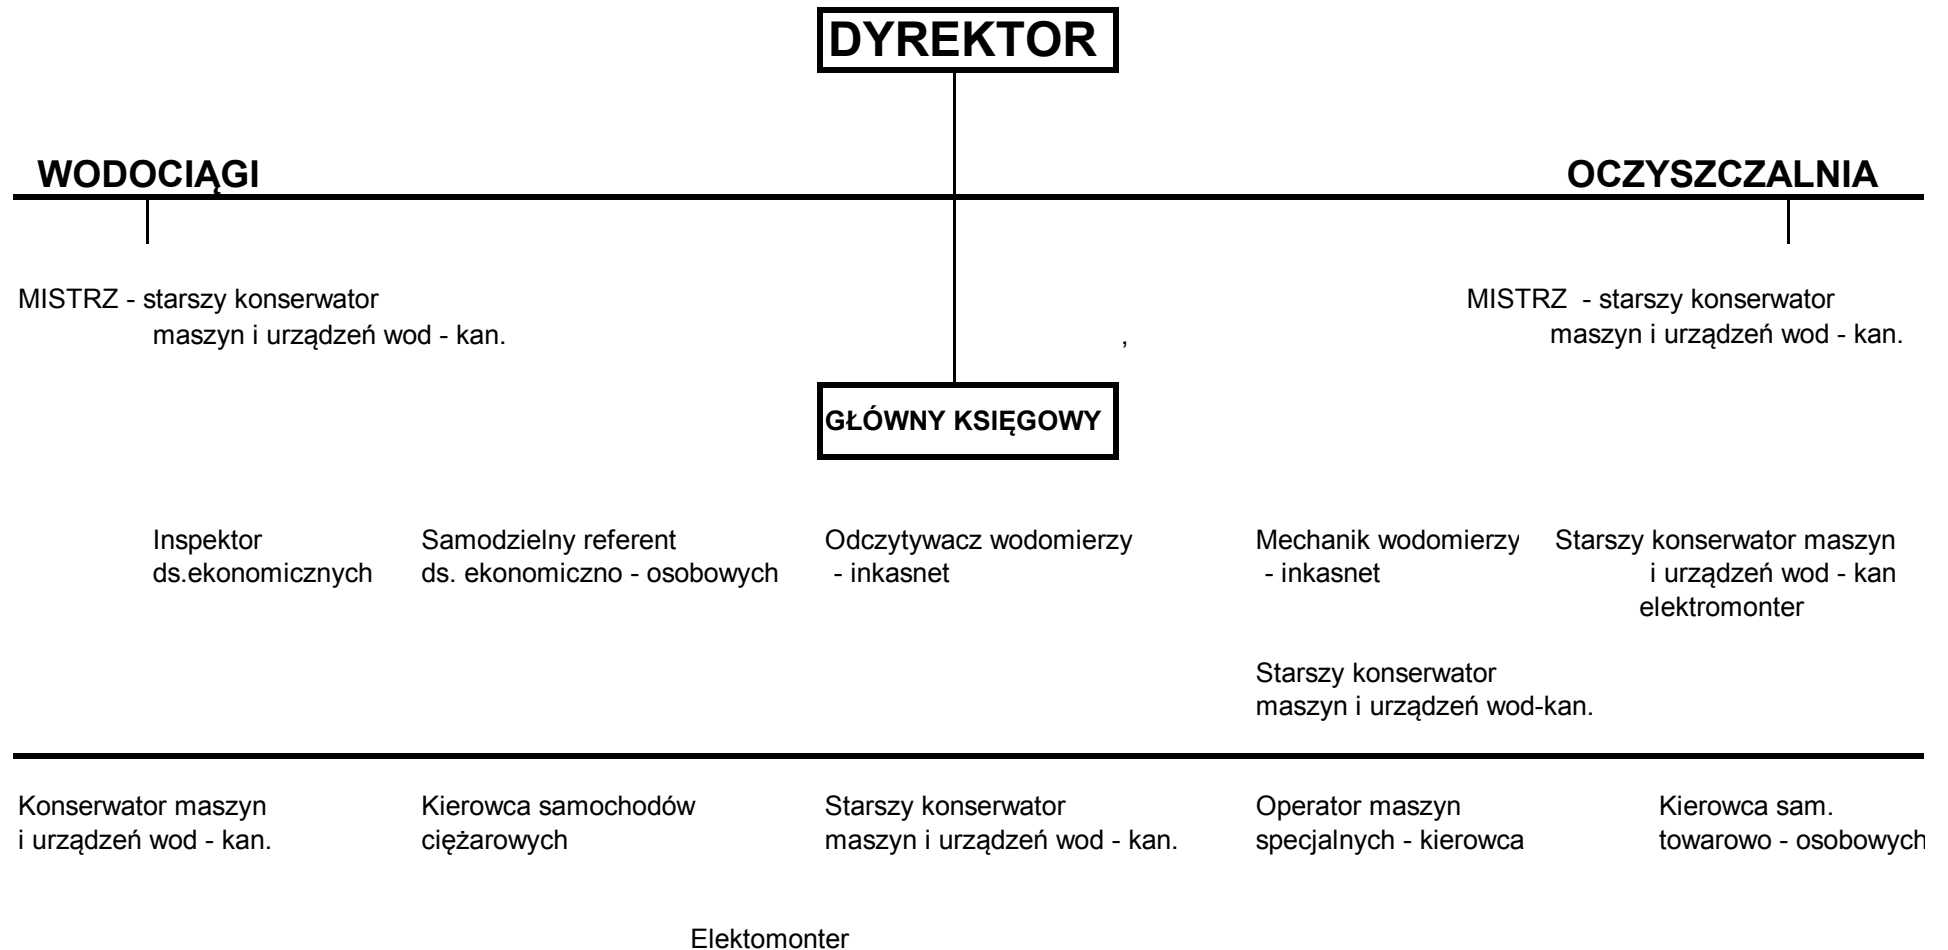 DYREKTOR
WODOCIĄGI
OCZYSZCZALNIA
MISTRZ - starszy konserwator
maszyn i urządzeń wod - kan.
,
MISTRZ - starszy konserwator
maszyn i urządzeń wod - kan.
GŁÓWNY KSIĘGOWY
Inspektor
ds.ekonomicznych
Samodzielny referent
ds. ekonomiczno - osobowych
Odczytywacz wodomierzy
- inkasnet
Mechanik wodomierzy
- inkasnet
Starszy konserwator maszyn
i urządzeń wod - kan
elektromonter
Starszy konserwator
maszyn i urządzeń wod-kan.
Konserwator maszyn
i urządzeń wod - kan.
Kierowca samochodów
ciężarowych
Starszy konserwator
maszyn i urządzeń wod - kan.
Operator maszyn
specjalnych - kierowca
Kierowca sam.
towarowo - osobowych
Elektomonter